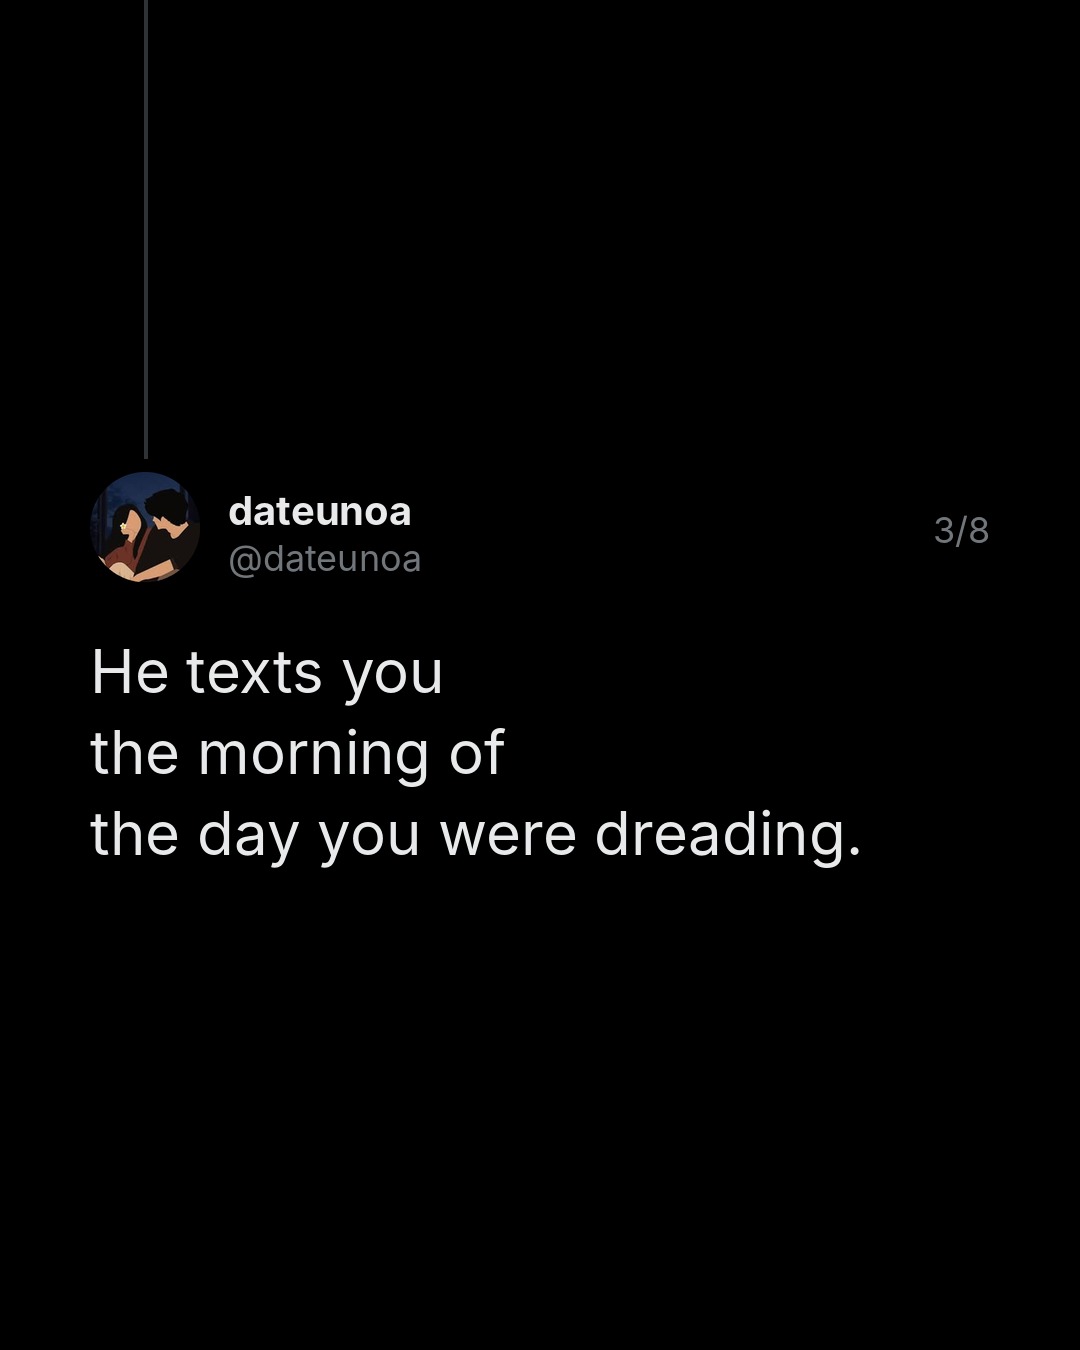 dateunoa
@dateunoa
3/8
He texts you
the morning of
the day you were dreading.